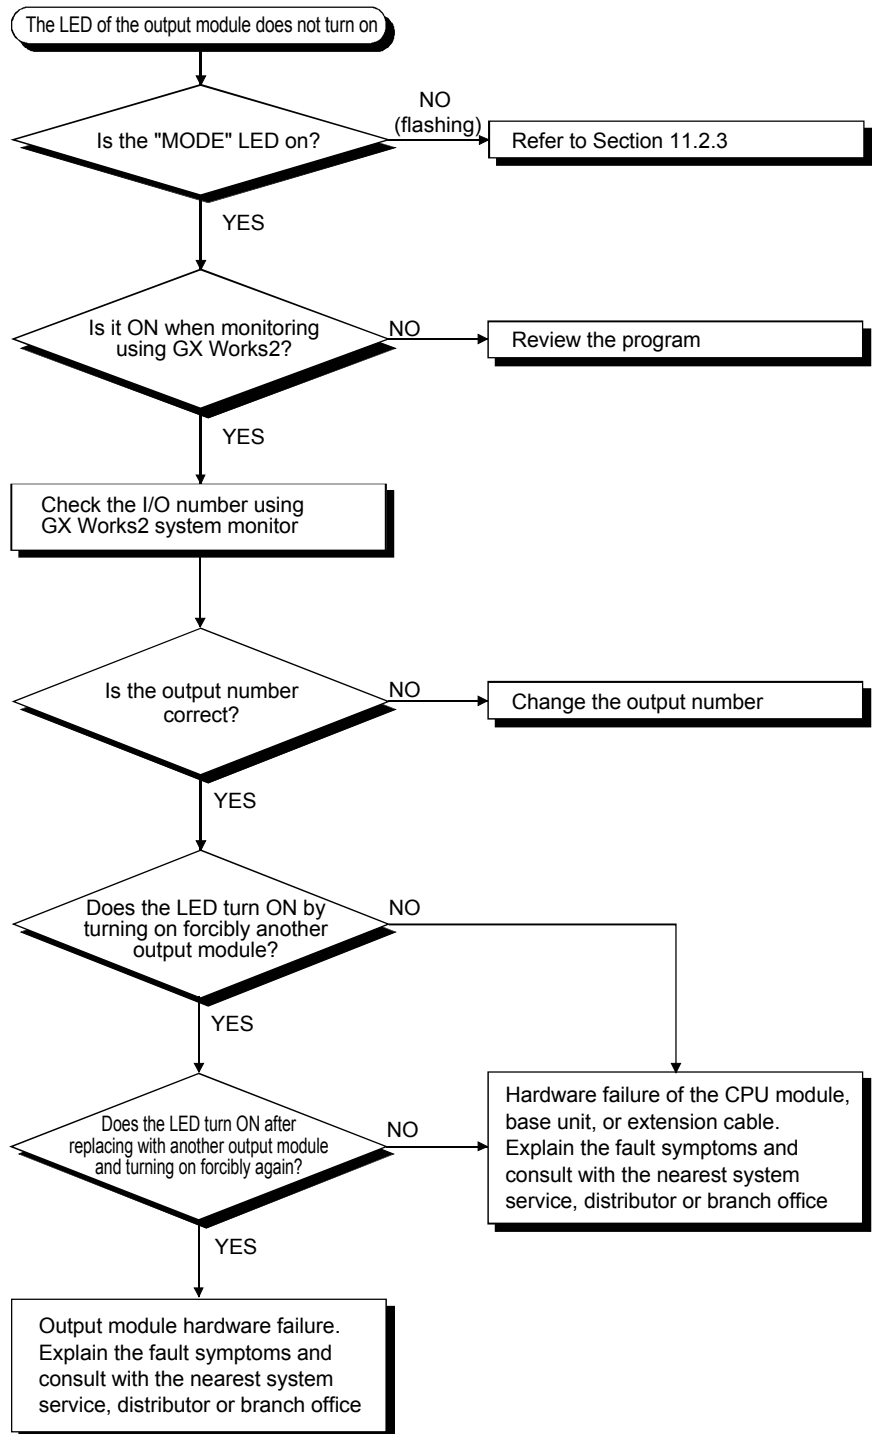 The LED of the output module does not turn on
Is the "MODE" LED on?
NO
(flashing)
Refer to Section 11.2.3
YES
Is it ON when monitoring
using GX Works2?
NO
Review the program
YES
Check the I/O number using
GX Works2 system monitor
Is the output number
correct?
NO
Change the output number
YES
Does the LED turn ON by
turning on forcibly another
output module?
NO
YES
Does the LED turn ON after
replacing with another output module
and turning on forcibly again?
NO
Hardware failure of the CPU module,
base unit, or extension cable.
Explain the fault symptoms and
consult with the nearest system
service, distributor or branch office
YES
Output module hardware failure.
Explain the fault symptoms and
consult with the nearest system
service, distributor or branch office